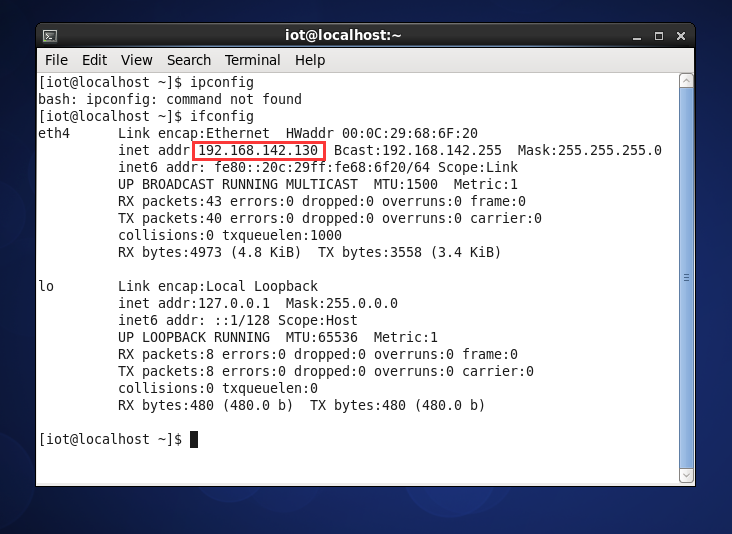 iot@localhost:~
File Edit View Search Terminal Help
[iot@localhost ~]$ ipconfig
bash: ipconfig: command not found
[iot@localhost ~]$ ifconfig
eth4      Link encap:Ethernet  HWaddr 00:0C:29:68:6F:20
          inet addr:192.168.142.130  Bcast:192.168.142.255  Mask:255.255.255.0
          inet6 addr: fe80::20c:29ff:fe68:6f20/64 Scope:Link
          UP BROADCAST RUNNING MULTICAST  MTU:1500  Metric:1
          RX packets:43 errors:0 dropped:0 overruns:0 frame:0
          TX packets:40 errors:0 dropped:0 overruns:0 carrier:0
          collisions:0 txqueuelen:1000
          RX bytes:4973 (4.8 KiB)  TX bytes:3558 (3.4 KiB)
lo        Link encap:Local Loopback
          inet addr:127.0.0.1  Mask:255.0.0.0
          inet6 addr: ::1/128 Scope:Host
          UP LOOPBACK RUNNING  MTU:65536  Metric:1
          RX packets:8 errors:0 dropped:0 overruns:0 frame:0
          TX packets:8 errors:0 dropped:0 overruns:0 carrier:0
          collisions:0 txqueuelen:0
          RX bytes:480 (480.0 b)  TX bytes:480 (480.0 b)
[iot@localhost ~]$